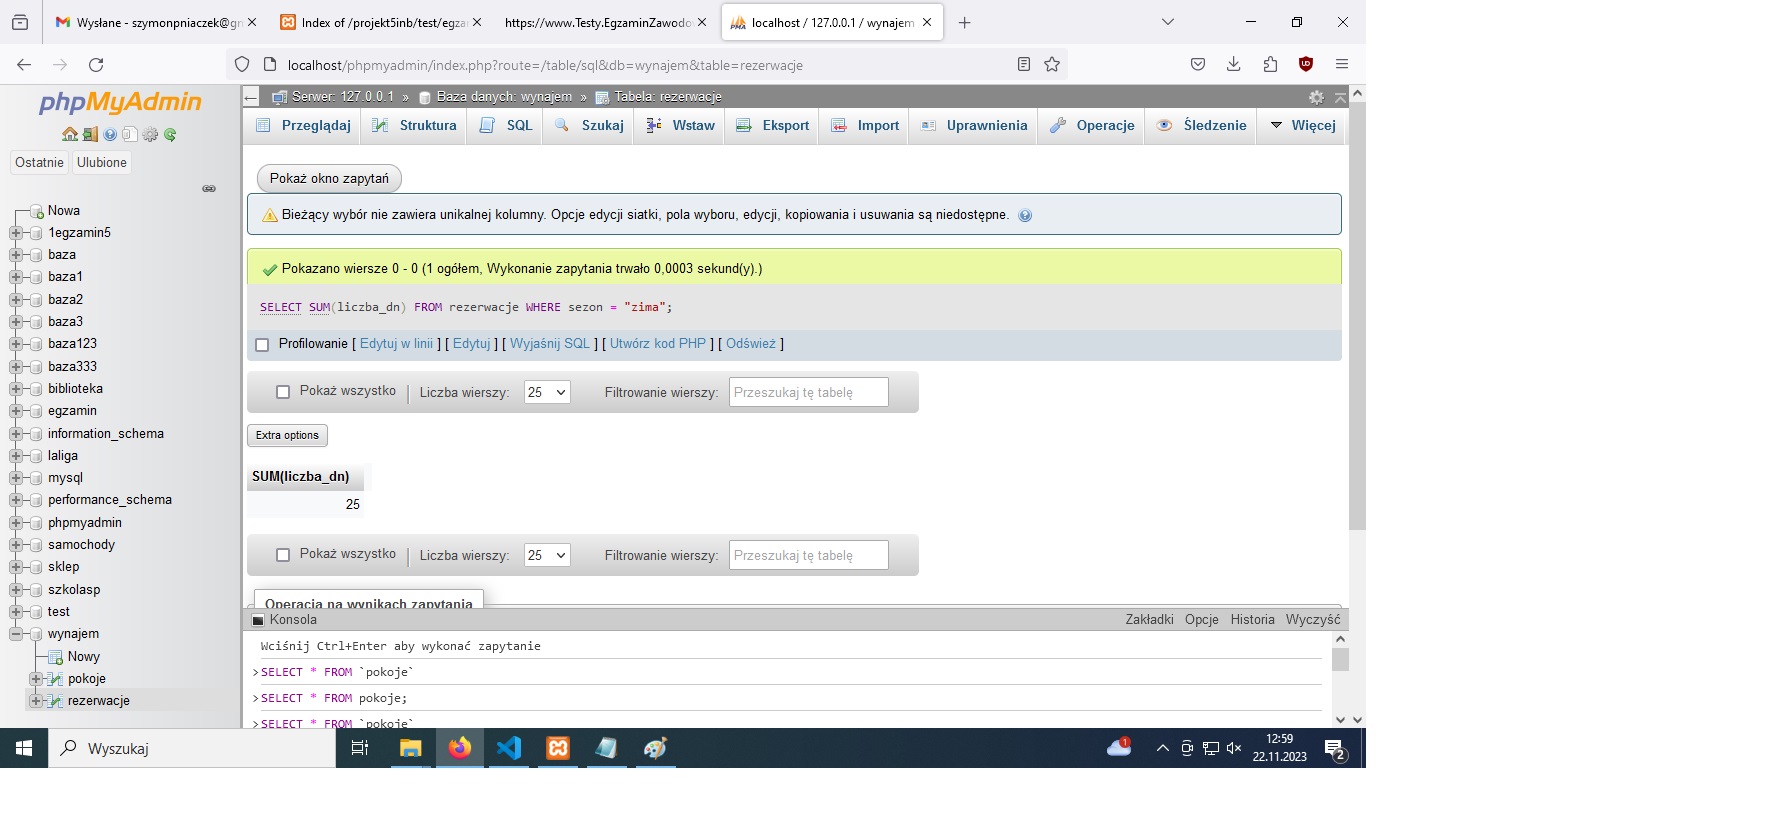 Wysłane - szymonpniaczek@gm
Index of /projekt5inb/test/egza
https://www.Testy.EgzaminZawodo
localhost / 127.0.0.1 / wynajem
localhost/phpmyadmin/index.php?route=/table/sql&db=wynajem&table=rezerwacje
phpMyAdmin
Ostatnie
Ulubione
Nowa
1egzamin5
baza
baza1
baza2
baza3
baza123
baza333
biblioteka
egzamin
information_schema
laliga
mysql
performance_schema
phpmyadmin
samochody
sklep
szkolasp
test
wynajem
Nowy
pokoje
rezerwacje
Serwer: 127.0.0.1 » Baza danych: wynajem » Tabela: rezerwacje
Przeglądaj Struktura SQL Szukaj Wstaw Eksport Import Uprawnienia Operacje Śledzenie Więcej
Pokaż okno zapytań
Bieżący wybór nie zawiera unikalnej kolumny. Opcje edycji siatki, pola wyboru, edycji, kopiowania i usuwania są niedostępne.
Pokazano wiersze 0 - 0 (1 ogółem, Wykonanie zapytania trwało 0,0003 sekund(y).)
SELECT SUM(liczba_dn) FROM rezerwacje WHERE sezon = "zima";
Profilowanie [ Edytuj w linii ] [ Edytuj ] [ Wyjaśnij SQL ] [ Utwórz kod PHP ] [ Odśwież ]
Pokaż wszystko | Liczba wierszy: 25 Filtrowanie wierszy: Przeszukaj tę tabelę
Extra options
SUM(liczba_dn)
25
Pokaż wszystko | Liczba wierszy: 25 Filtrowanie wierszy: Przeszukaj tę tabelę
Operacja na wynikach zapytania
Konsola
Zakładki Opcje Historia Wyczyść
Wciśnij Ctrl+Enter aby wykonać zapytanie
>SELECT * FROM `pokoje`
>SELECT * FROM pokoje;
>SELECT * FROM `pokoje`
Wyszukaj
1
12:59
22.11.2023
2